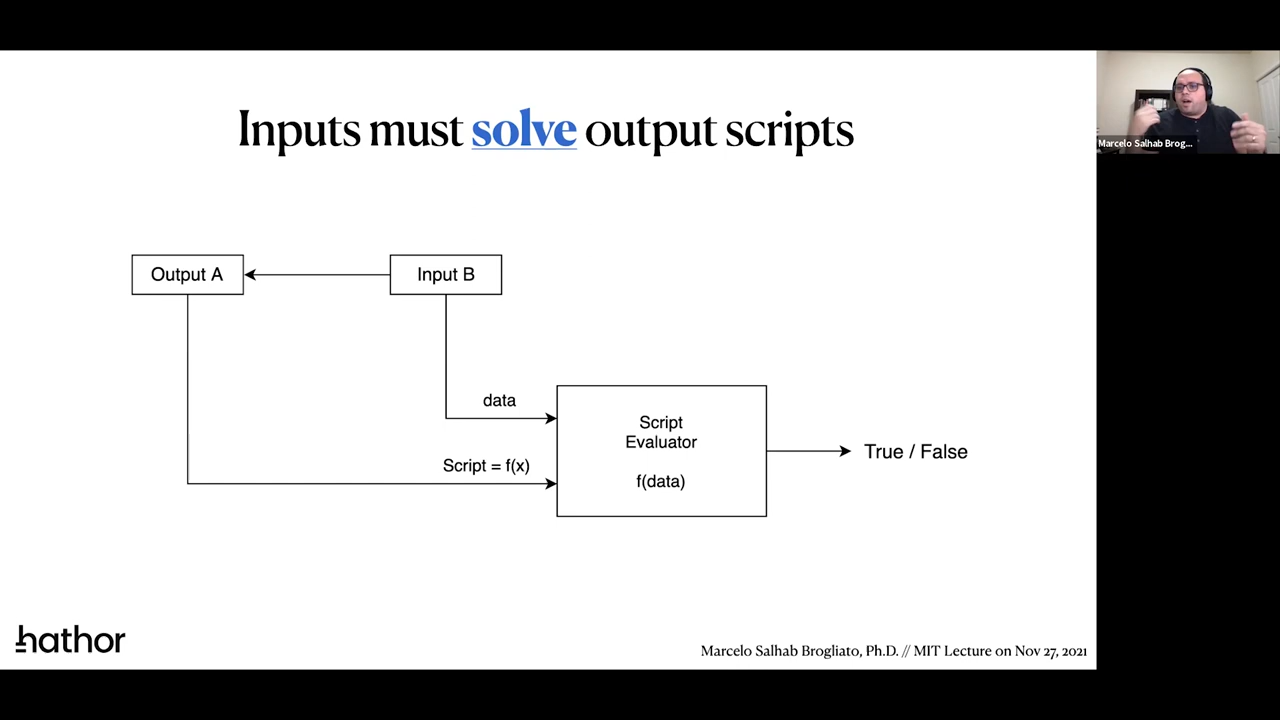 Inputs must solve output scripts
Marcelo Salhab Brog...
Output A
Input B
data
Script = f(x)
Script
Evaluator
f(data)
True / False
hathor
Marcelo Salhab Brogliato, Ph.D. // MIT Lecture on Nov 27, 2021